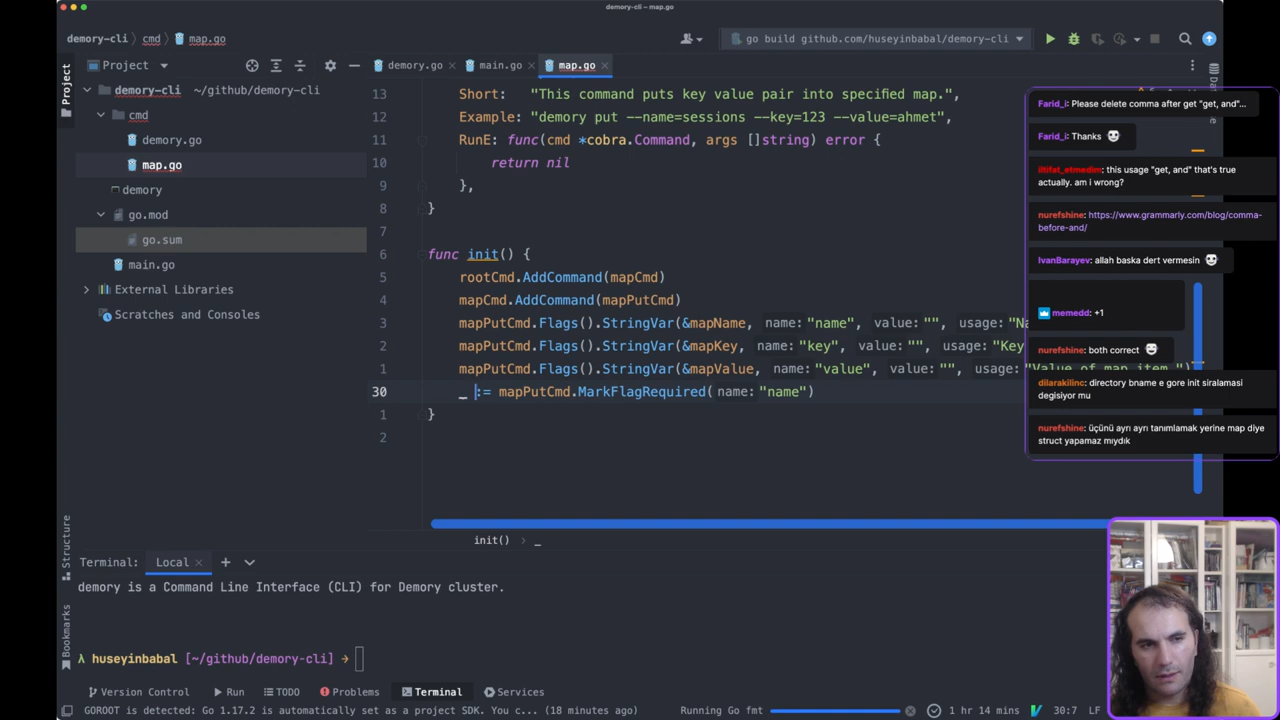 demory-cli – map.go
demory-cli
cmd
map.go
go build github.com/huseyinbabal/demory-cli
Project
demory.go
main.go
map.go
demory-cli ~/github/demory-cli
cmd
demory.go
map.go
demory
go.mod
go.sum
main.go
External Libraries
Scratches and Consoles
Project
Structure
Bookmarks
13 Short: "This command puts key value pair into specified map.",
12 Example: "demory put --name=sessions --key=123 --value=ahmet",
11 RunE: func(cmd *cobra.Command, args []string) error {
10 return nil
9 },
8 }
7
6 func init() {
5 rootCmd.AddCommand(mapCmd)
4 mapCmd.AddCommand(mapPutCmd)
3 mapPutCmd.Flags().StringVar(&mapName, name: "name", value: "", usage: "Na
2 mapPutCmd.Flags().StringVar(&mapKey, name: "key", value: "", usage: "Key
1 mapPutCmd.Flags().StringVar(&mapValue, name: "value", value: "", usage: "Value of map item.")
30 _ := mapPutCmd.MarkFlagRequired( name: "name")
1 }
2
init() › _
Farid_i: Please delete comma after get "get, and"...
Farid_i: Thanks
iltifat_etmedim: this usage "get, and" that's true
actually. am i wrong?
nurefshine: https://www.grammarly.com/blog/comma-
before-and/
IvanBarayev: allah baska dert vermesin
memedd: +1
nurefshine: both correct
dilarakilinc: directory bname e gore init siralamasi
degisiyor mu
nurefshine: üçünü ayrı ayrı tanımlamak yerine map diye
struct yapamaz mıydık
Terminal: Local
demory is a Command Line Interface (CLI) for Demory cluster.
λ huseyinbabal [~/github/demory-cli] →
Version Control
Run
TODO
Problems
Terminal
Services
GOROOT is detected: Go 1.17.2 is automatically set as a project SDK. You c... (18 minutes ago)
Running Go fmt
1 hr 14 mins
30:7
LF